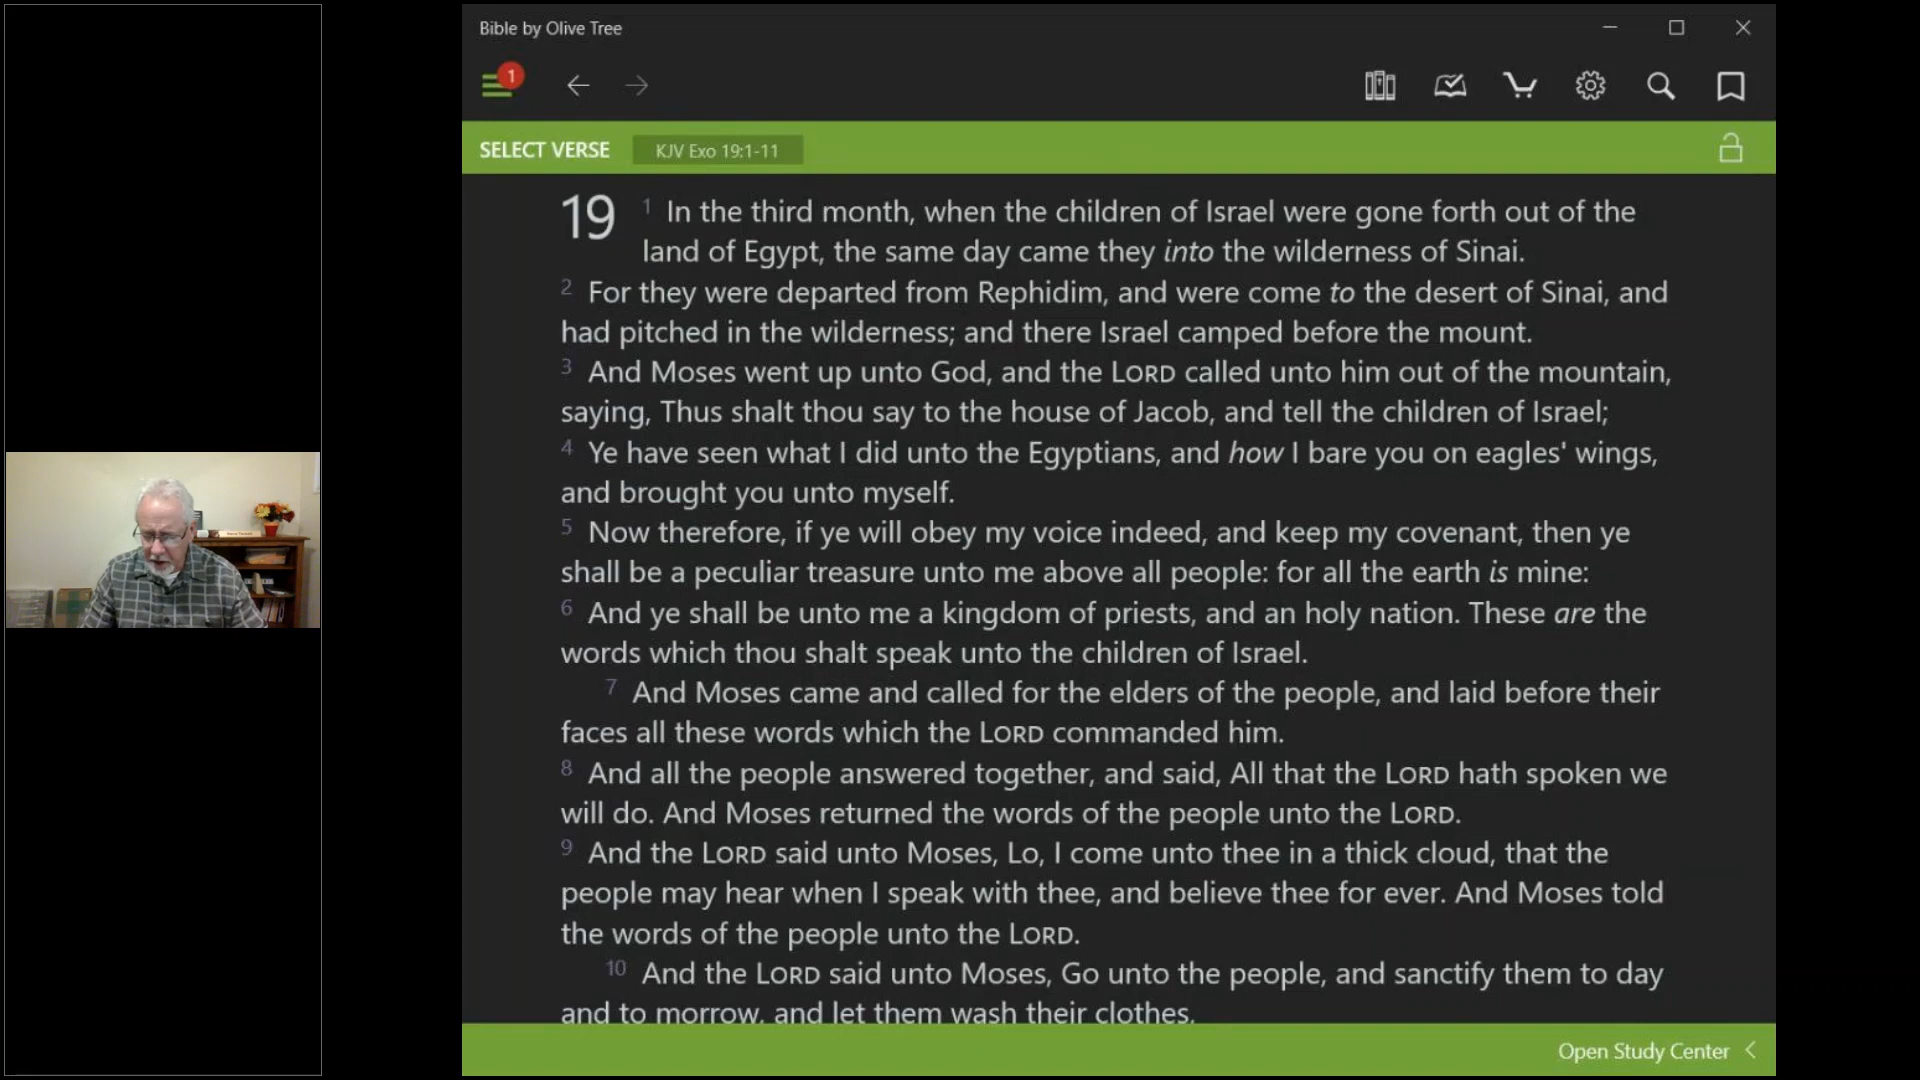 Bible by Olive Tree
1
SELECT VERSE
KJV Exo 19:1-11
19 1 In the third month, when the children of Israel were gone forth out of the
land of Egypt, the same day came they into the wilderness of Sinai.
2 For they were departed from Rephidim, and were come to the desert of Sinai, and
had pitched in the wilderness; and there Israel camped before the mount.
3 And Moses went up unto God, and the LORD called unto him out of the mountain,
saying, Thus shalt thou say to the house of Jacob, and tell the children of Israel;
4 Ye have seen what I did unto the Egyptians, and how I bare you on eagles' wings,
and brought you unto myself.
5 Now therefore, if ye will obey my voice indeed, and keep my covenant, then ye
shall be a peculiar treasure unto me above all people: for all the earth is mine:
6 And ye shall be unto me a kingdom of priests, and an holy nation. These are the
words which thou shalt speak unto the children of Israel.
7 And Moses came and called for the elders of the people, and laid before their
faces all these words which the LORD commanded him.
8 And all the people answered together, and said, All that the LORD hath spoken we
will do. And Moses returned the words of the people unto the LORD.
9 And the LORD said unto Moses, Lo, I come unto thee in a thick cloud, that the
people may hear when I speak with thee, and believe thee for ever. And Moses told
the words of the people unto the LORD.
10 And the LORD said unto Moses, Go unto the people, and sanctify them to day
and to morrow, and let them wash their clothes,
Open Study Center